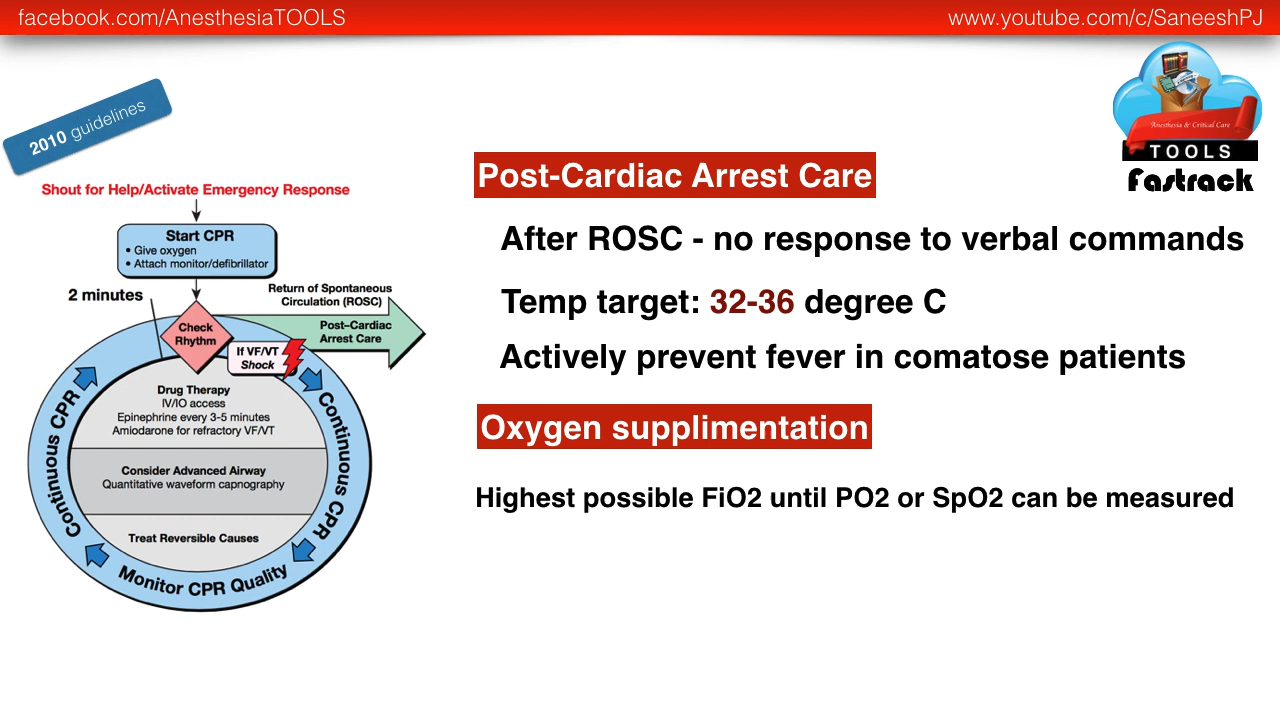 facebook.com/AnesthesiaTOOLS
www.youtube.com/c/SaneeshPJ
Anesthesia & Critical Care
TOOLS
Fastrack
2010 guidelines
Shout for Help/Activate Emergency Response
Start CPR
• Give oxygen
• Attach monitor/defibrillator
2 minutes
Return of Spontaneous
Circulation (ROSC)
Check
Rhythm
Post–Cardiac
Arrest Care
If VF/VT
Shock
Continuous CPR
Continuous CPR
Drug Therapy
IV/IO access
Epinephrine every 3-5 minutes
Amiodarone for refractory VF/VT
Consider Advanced Airway
Quantitative waveform capnography
Treat Reversible Causes
Monitor CPR Quality
Post-Cardiac Arrest Care
After ROSC - no response to verbal commands
Temp target: 32-36 degree C
Actively prevent fever in comatose patients
Oxygen supplimentation
Highest possible FiO2 until PO2 or SpO2 can be measured